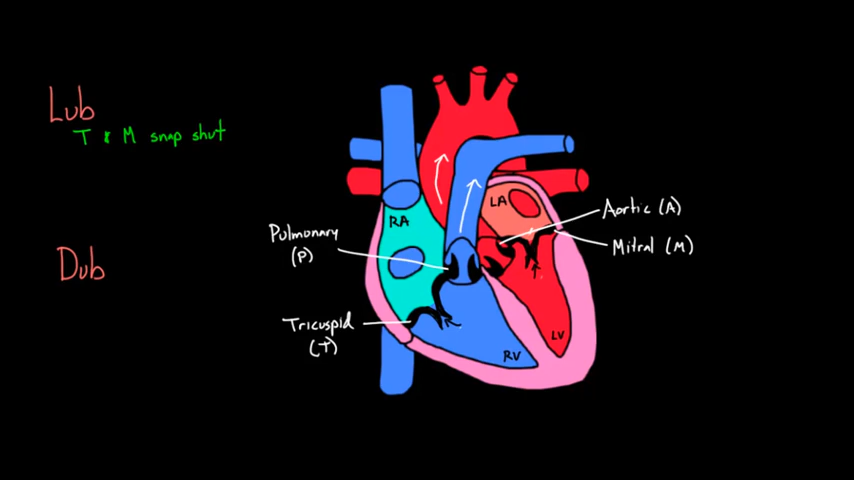 Lub
T & M snap shut
Dub
RA
LA
Aortic (A)
Mitral (M)
Pulmonary
(P)
Tricuspid
(T)
LV
RV